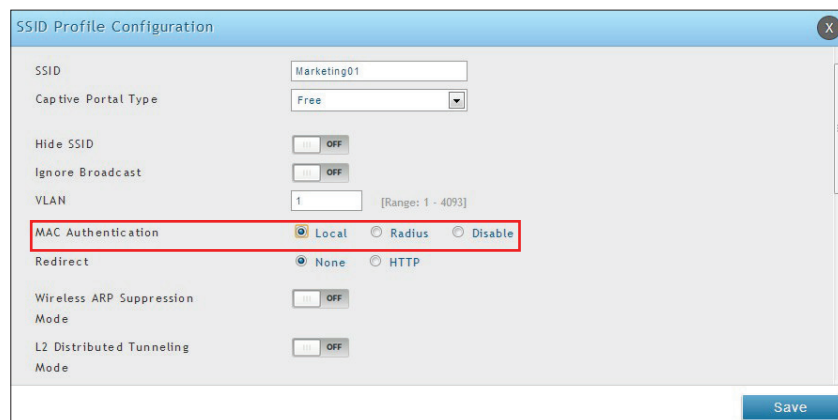 SSID Profile Configuration
X
SSID Marketing01
Captive Portal Type Free
Hide SSID OFF
Ignore Broadcast OFF
VLAN 1 [Range: 1 - 4093]
MAC Authentication Local Radius Disable
Redirect None HTTP
Wireless ARP Suppression OFF
Mode
L2 Distributed Tunneling OFF
Mode
Save